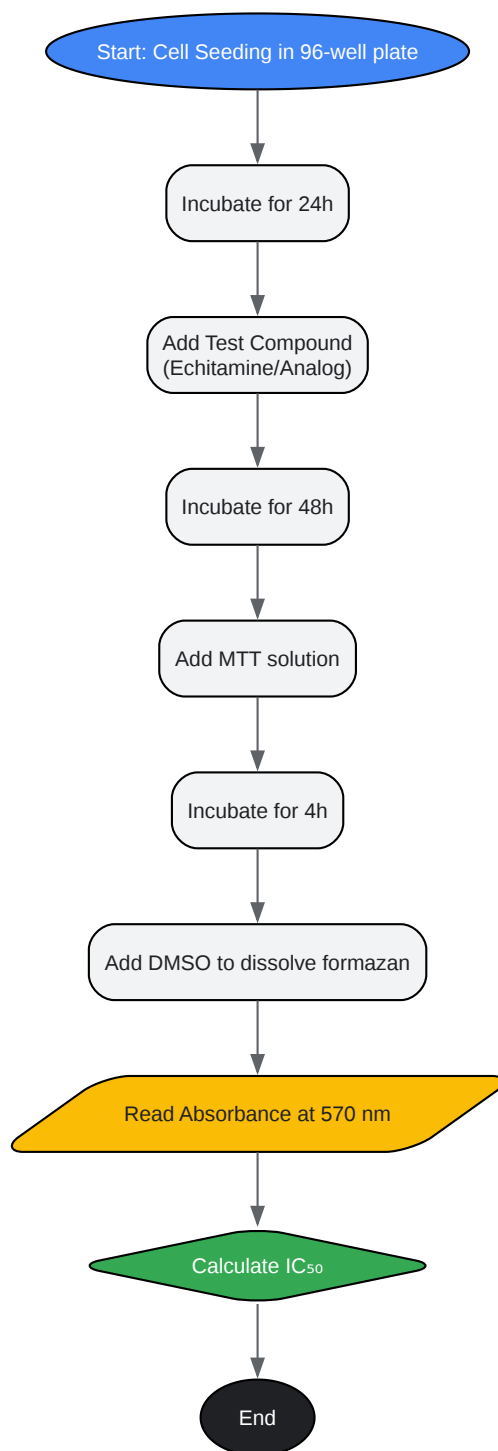 Start: Cell Seeding in 96-well plate
Incubate for 24h
Add Test Compound
(Echitamine/Analog)
Incubate for 48h
Add MTT solution
Incubate for 4h
Add DMSO to dissolve formazan
Read Absorbance at 570 nm
Calculate IC₅₀
End